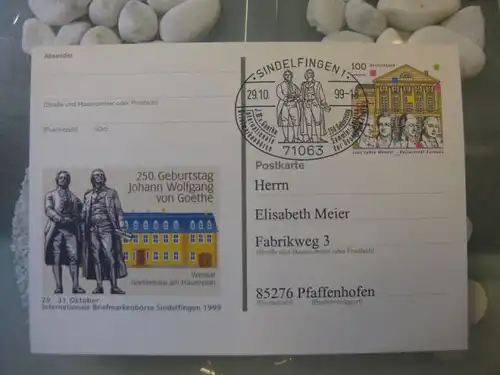 Absender
(Straße und Hausnummer oder Postfach)
(Postleitzahl) (Ort)
SINDELFINGEN 1
29.10. 99-
J.W.v. Goethe
Internationale
71063
100 Deutschland
Postkarte
Herrn
Elisabeth Meier
Fabrikweg 3
(Straße und Hausnummer oder Postfach)
85276 Pfaffenhofen
(Postleitzahl) (Bestimmungsort)
250. Geburtstag
Johann Wolfgang
von Goethe
Weimar
Goethehaus am Frauenplan
29. - 31. Oktober
Internationale Briefmarkenbörse Sindelfingen 1999